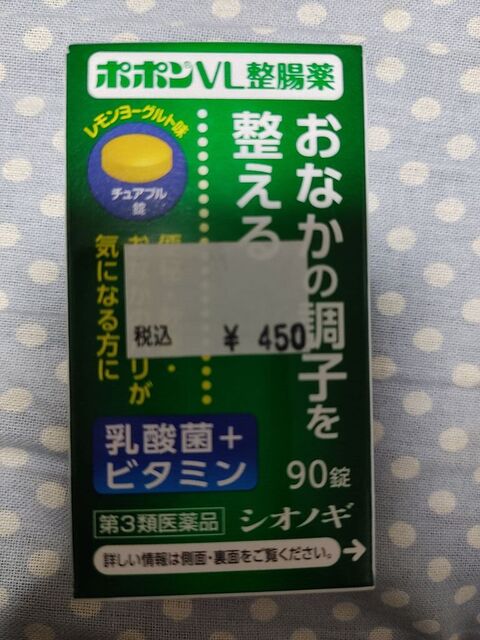 ポポンVL整腸薬
レモンヨーグルト味
チュアブル
錠
おなかの調子を
整える
気になる方に
税込 ¥ 450
乳酸菌+
ビタミン
90錠
第3類医薬品 シオノギ
詳しい情報は側面・裏面をご覧ください。